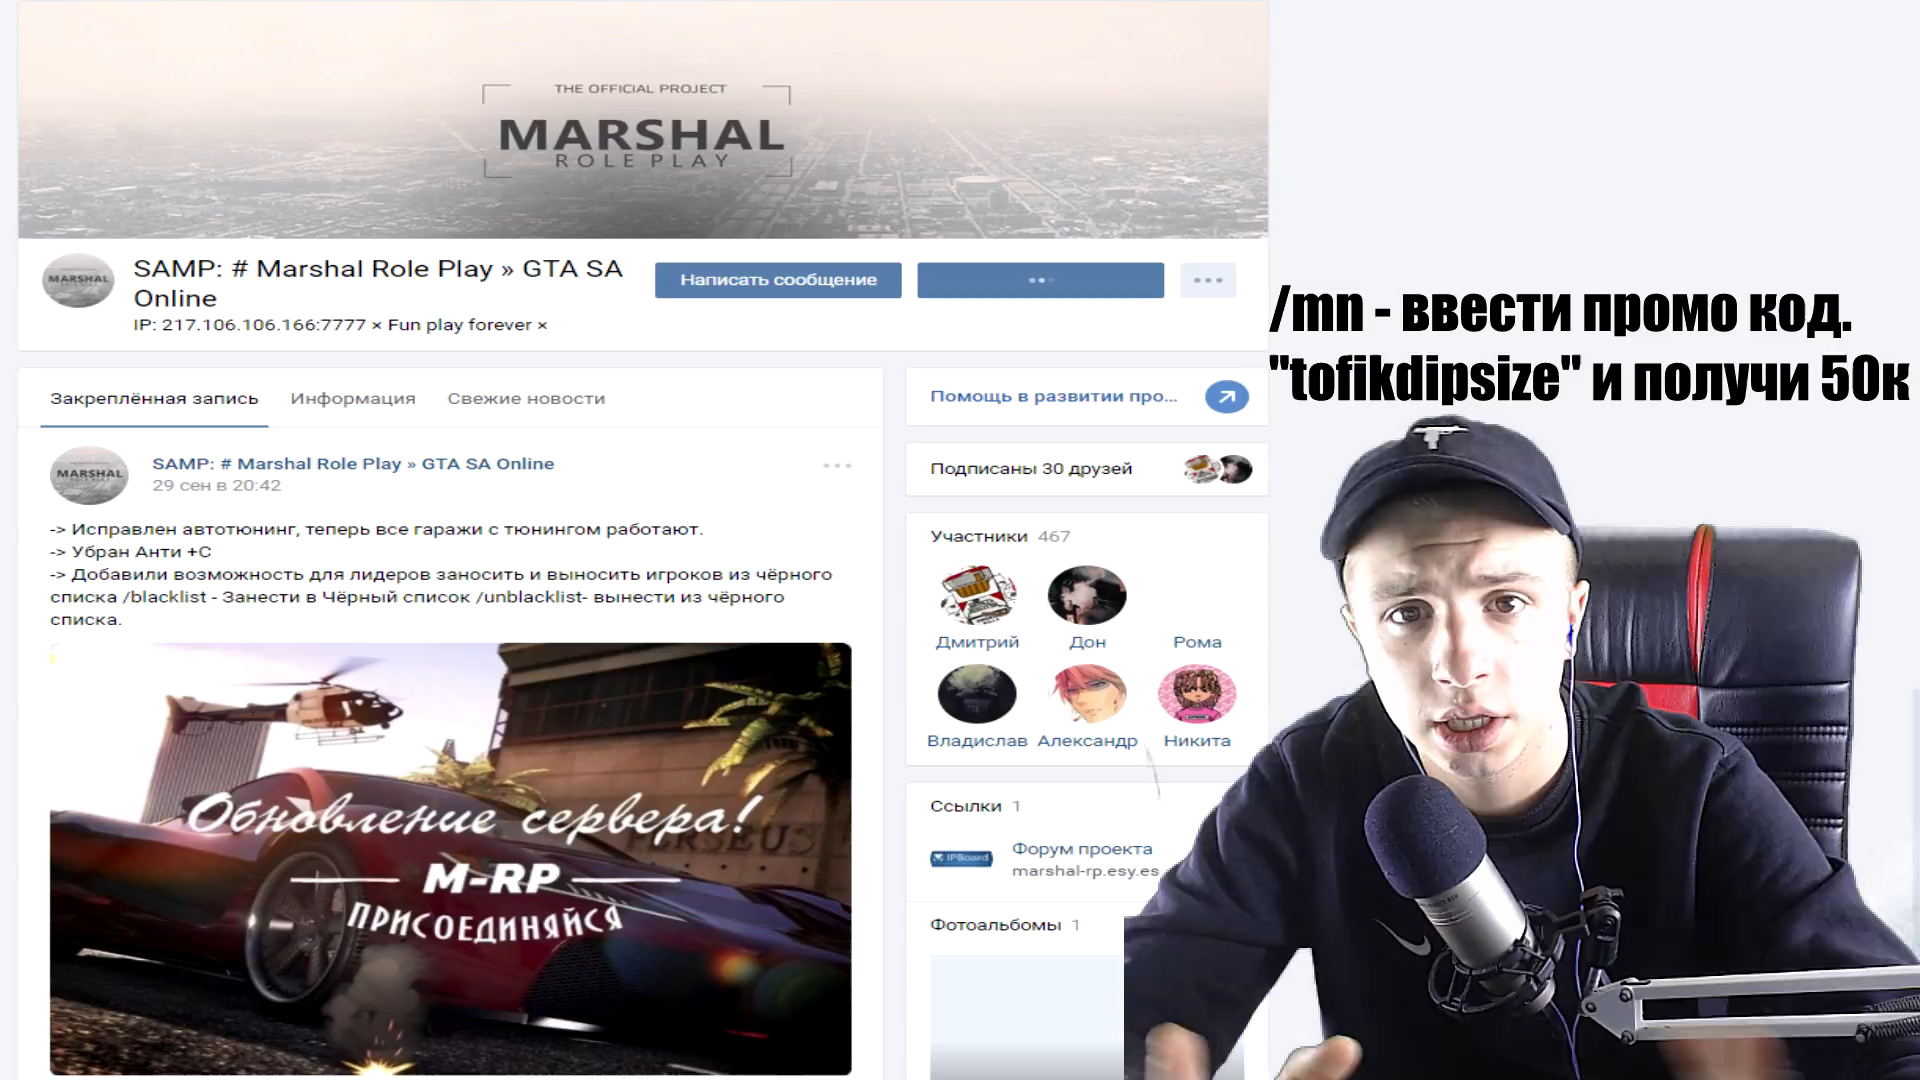 THE OFFICIAL PROJECT
MARSHAL
ROLE PLAY
MARSHAL
SAMP: # Marshal Role Play » GTA SA
Online
IP: 217.106.106.166:7777 × Fun play forever ×
Написать сообщение
/mn - ввести промо код.
"tofikdipsize" и получи 50к
Закреплённая запись
Информация
Свежие новости
MARSHAL
SAMP: # Marshal Role Play » GTA SA Online
29 сен в 20:42
-> Исправлен автотюнинг, теперь все гаражи с тюнингом работают.
-> Убран Анти +С
-> Добавили возможность для лидеров заносить и выносить игроков из чёрного
списка /blacklist - Занести в Чёрный список /unblacklist- вынести из чёрного
списка.
Обновление сервера!
PERSEUS
M-RP
ПРИСОЕДИНЯЙСЯ
Помощь в развитии про...
Подписаны 30 друзей
Участники 467
Дмитрий
Дон
Рома
Владислав
Александр
Никита
Ссылки 1
IPBoard
Форум проекта
marshal-rp.esy.es
Фотоальбомы 1